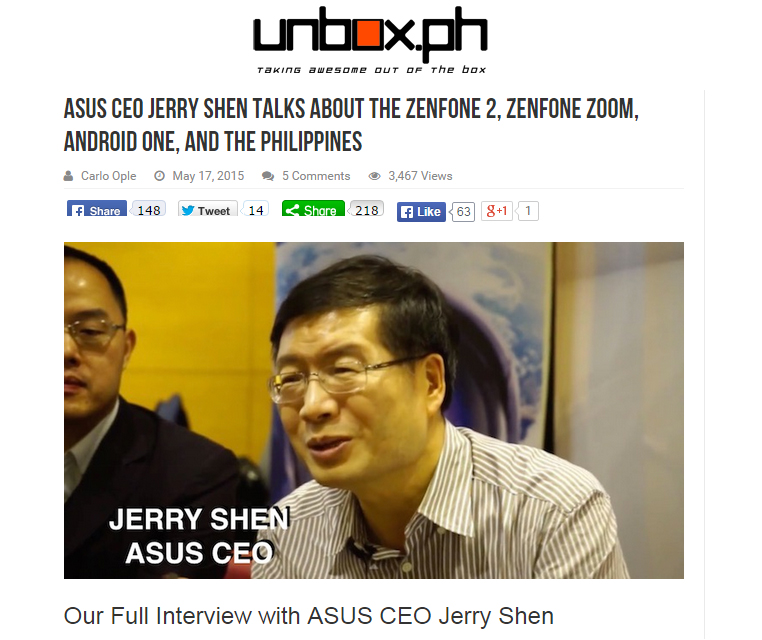 unbox.ph
TAKING AWESOME OUT OF THE BOX
ASUS CEO JERRY SHEN TALKS ABOUT THE ZENFONE 2, ZENFONE ZOOM,
ANDROID ONE, AND THE PHILIPPINES
Carlo Ople May 17, 2015 5 Comments 3,467 Views
Share 148 Tweet 14 Share 218 Like 63 g+1 1
JERRY SHEN
ASUS CEO
Our Full Interview with ASUS CEO Jerry Shen